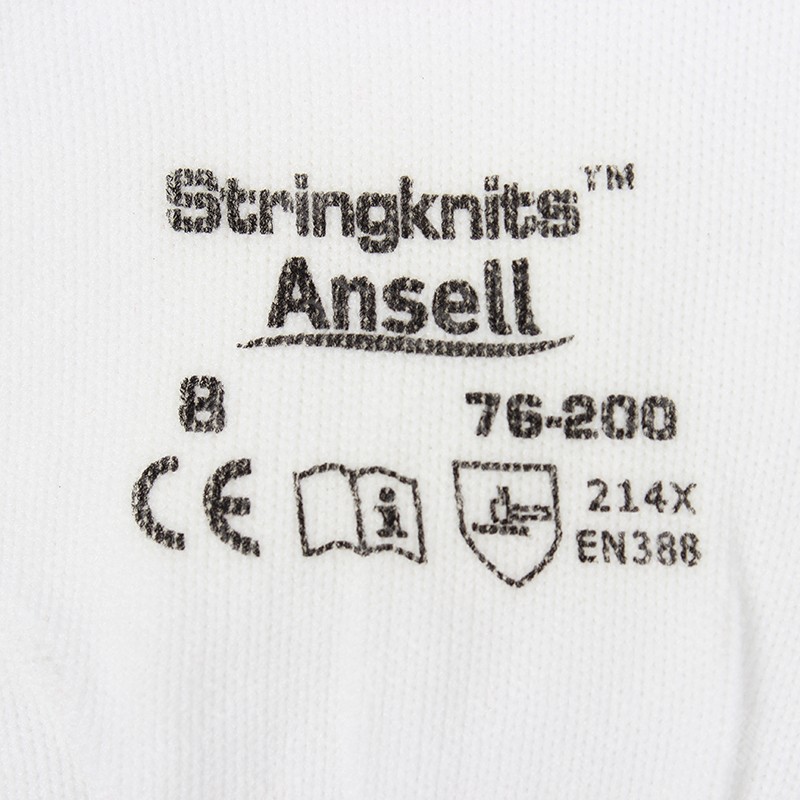 Stringknits™
Ansell
8 76-200
CE i 214X
EN388